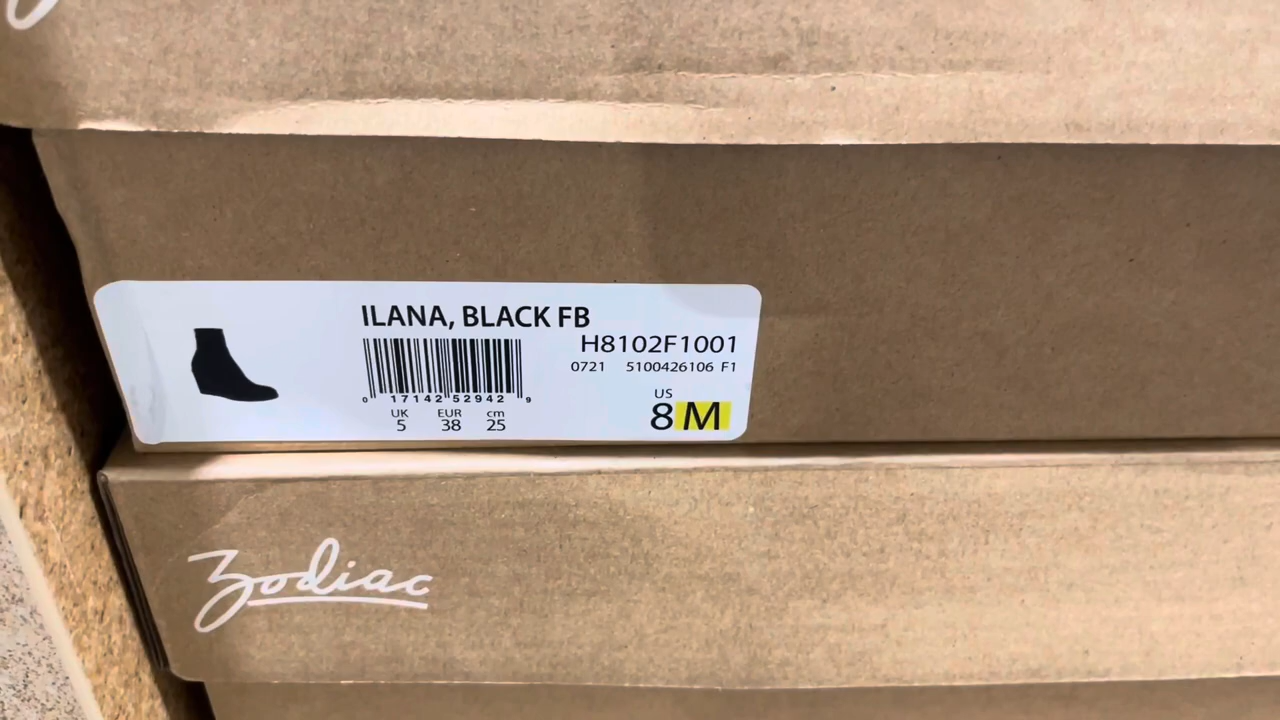 ILANA, BLACK FB
H8102F1001
0721 5100426106 F1
0 17142 52942 9
UK EUR cm
5 38 25
US
8 M
Zodiac